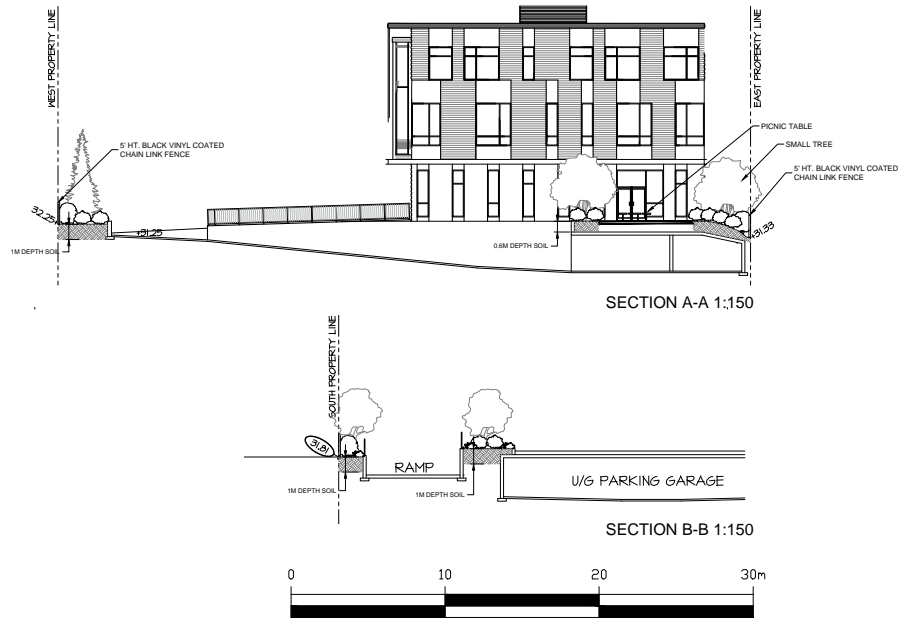 WEST PROPERTY LINE
EAST PROPERTY LINE
PICNIC TABLE
SMALL TREE
5' HT. BLACK VINYL COATED
CHAIN LINK FENCE
5' HT. BLACK VINYL COATED
CHAIN LINK FENCE
32.25
+31.25
+31.33
1M DEPTH SOIL
0.6M DEPTH SOIL
SECTION A-A 1:150
SOUTH PROPERTY LINE
31.81
RAMP
U/G PARKING GARAGE
1M DEPTH SOIL
1M DEPTH SOIL
SECTION B-B 1:150
0 10 20 30m